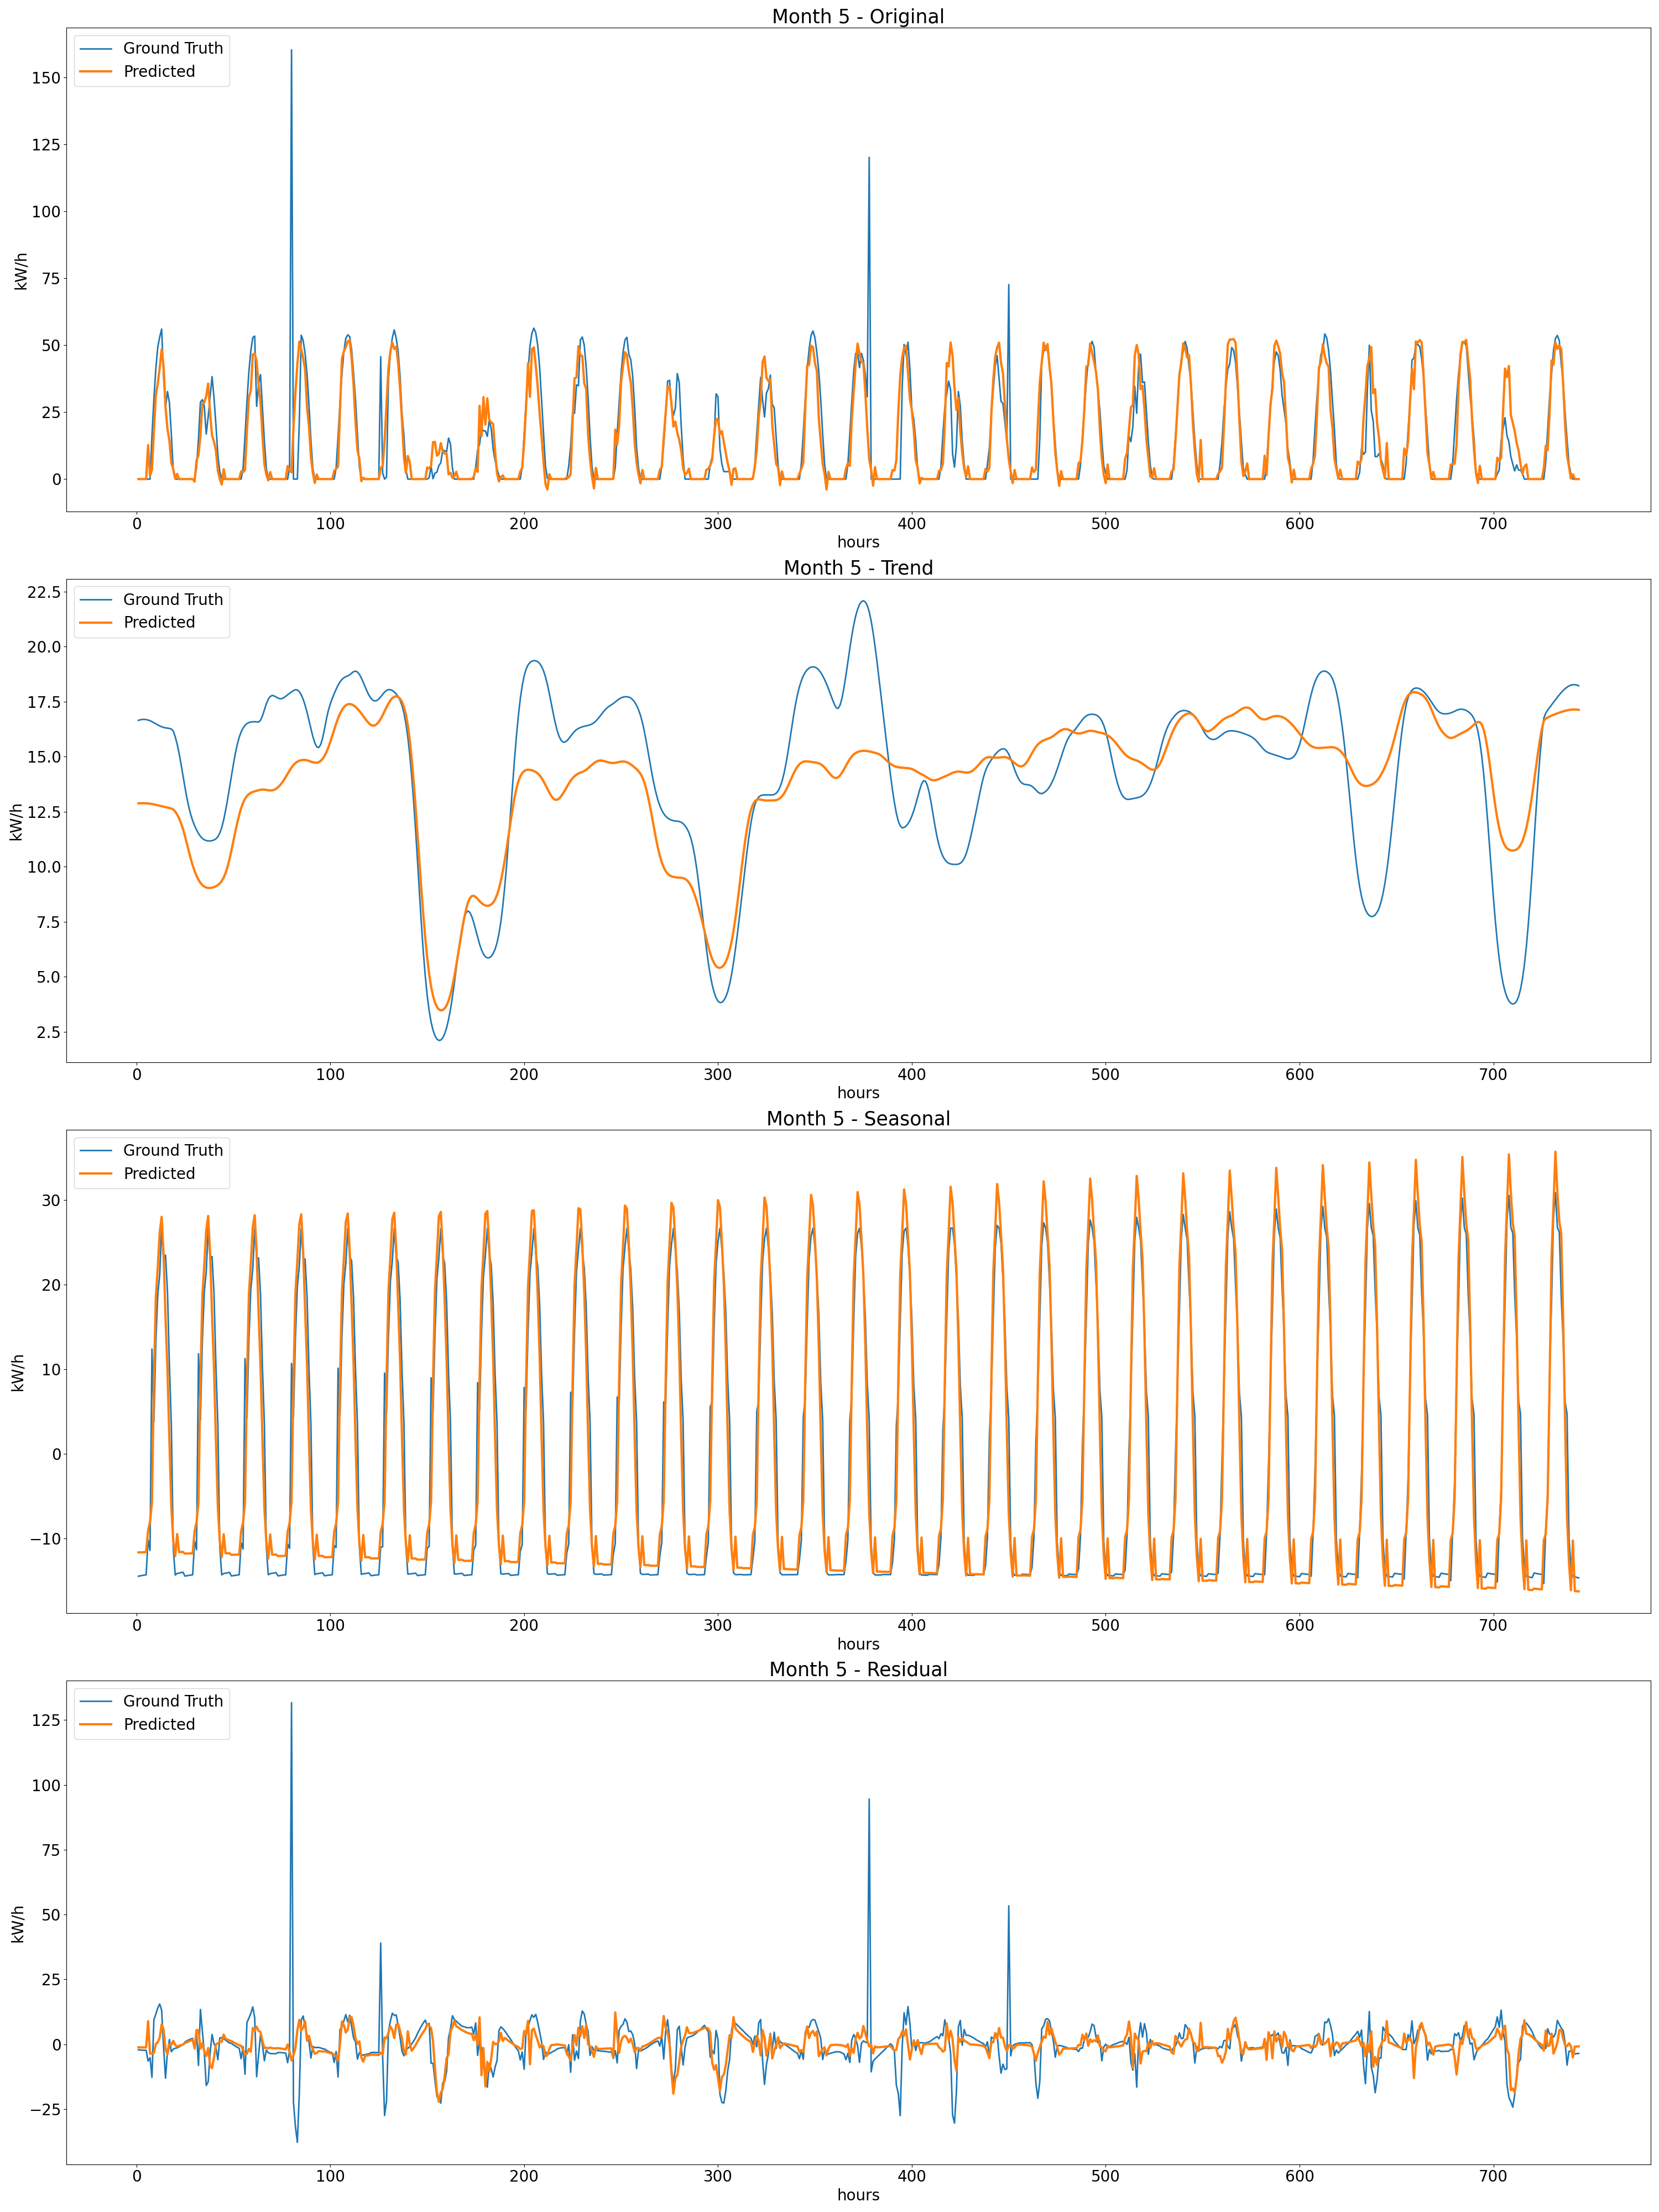 Month 5 - Original
Ground Truth
Predicted
150
125
100
75
50
25
0
kW/h
0 100 200 300 400 500 600 700
hours
Month 5 - Trend
Ground Truth
Predicted
22.5
20.0
17.5
15.0
12.5
10.0
7.5
5.0
2.5
kW/h
0 100 200 300 400 500 600 700
hours
Month 5 - Seasonal
Ground Truth
Predicted
30
20
10
0
−10
kW/h
0 100 200 300 400 500 600 700
hours
Month 5 - Residual
Ground Truth
Predicted
125
100
75
50
25
0
−25
kW/h
0 100 200 300 400 500 600 700
hours